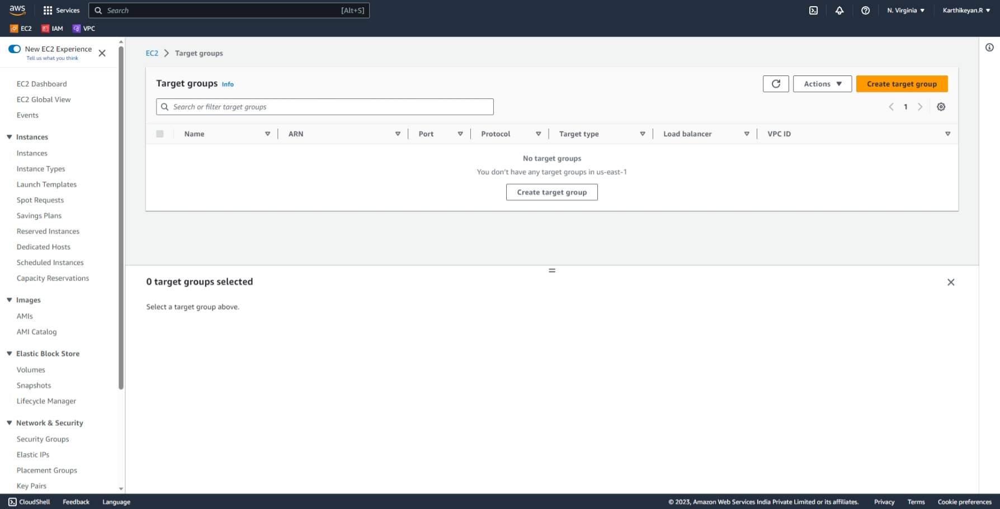 aws Services Search [Alt+S] N. Virginia Karthikeyan.R
EC2 IAM VPC
New EC2 Experience
Tell us what you think
EC2 Dashboard
EC2 Global View
Events
Instances
Instances
Instance Types
Launch Templates
Spot Requests
Savings Plans
Reserved Instances
Dedicated Hosts
Scheduled Instances
Capacity Reservations
Images
AMIs
AMI Catalog
Elastic Block Store
Volumes
Snapshots
Lifecycle Manager
Network & Security
Security Groups
Elastic IPs
Placement Groups
Key Pairs
EC2 > Target groups
Target groups Info
Actions
Create target group
Search or filter target groups
1
Name ARN Port Protocol Target type Load balancer VPC ID
No target groups
You don't have any target groups in us-east-1
Create target group
0 target groups selected
Select a target group above.
CloudShell Feedback Language © 2023, Amazon Web Services India Private Limited or its affiliates. Privacy Terms Cookie preferences